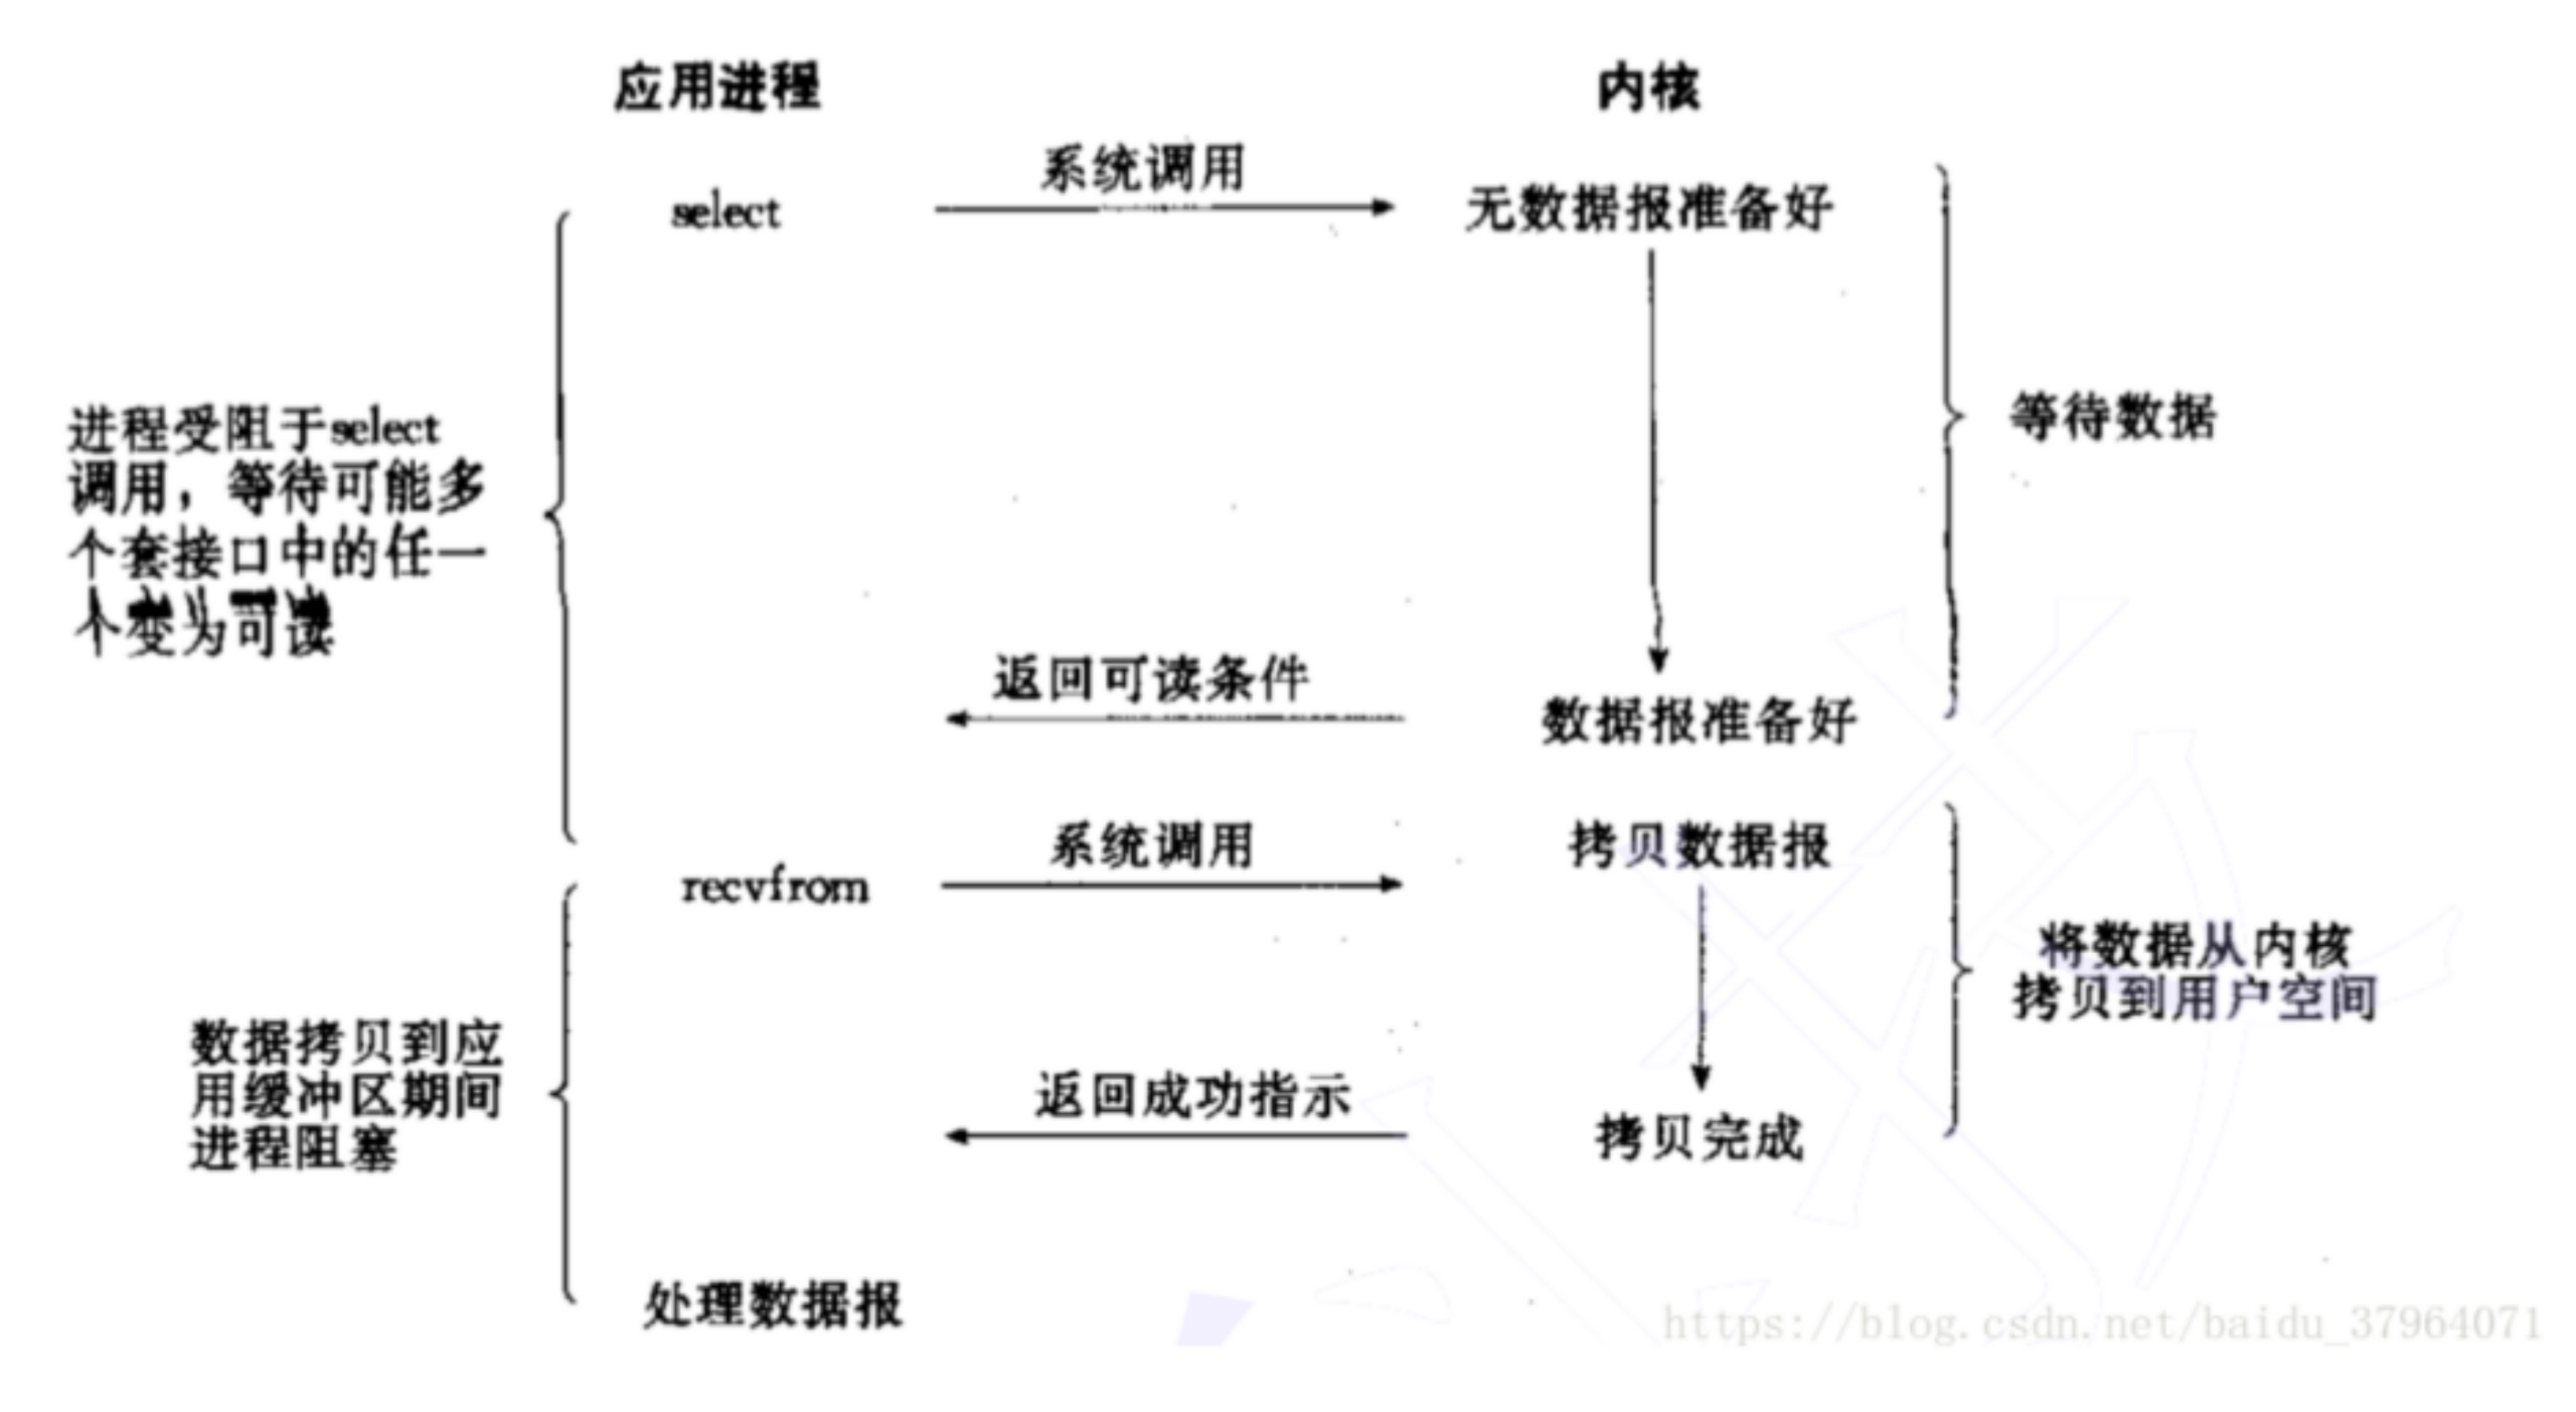 应用进程
内核
系统调用
select
无数据报准备好
进程受阻于select
调用，等待可能多
个套接口中的任一
个变为可读
等待数据
返回可读条件
数据报准备好
系统调用
拷贝数据报
recvfrom
将数据从内核
拷贝到用户空间
数据拷贝到应
用缓冲区期间
进程阻塞
返回成功指示
拷贝完成
处理数据报
https://blog.csdn.net/baidu_37964071